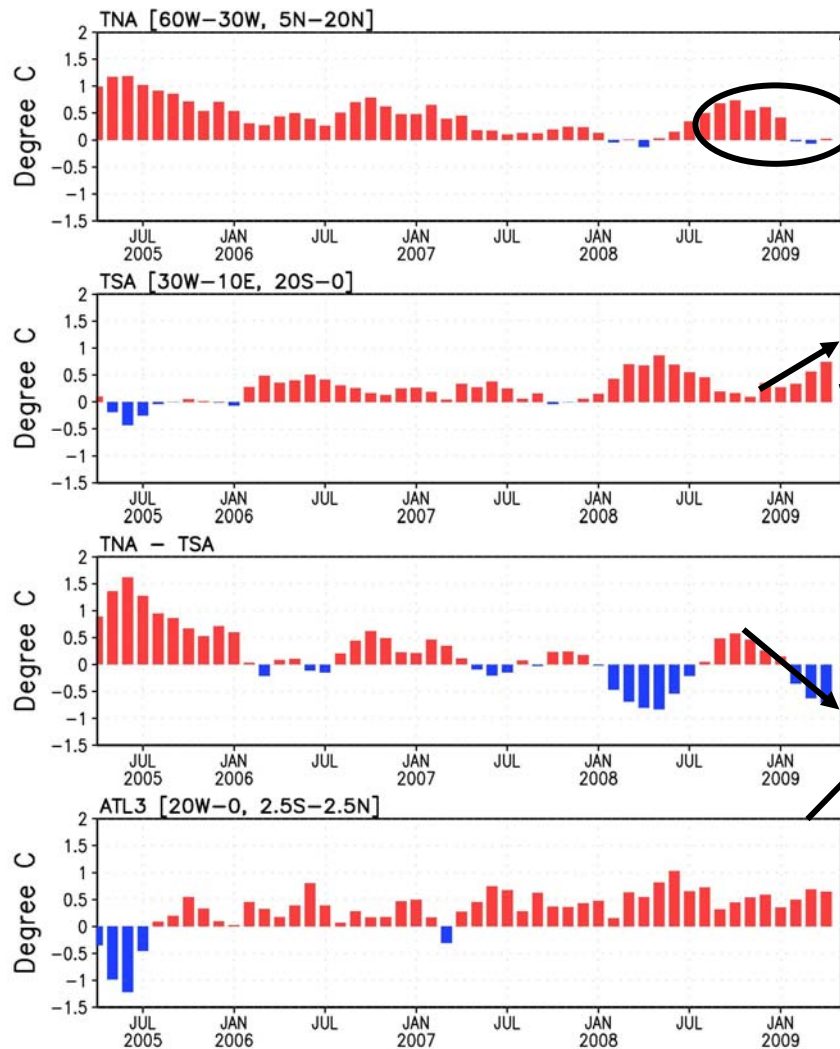 TNA [60W−30W, 5N−20N]
Degree C
2
1.5
1
0.5
0
−0.5
−1
−1.5
JUL JAN JUL JAN JUL JAN JUL JAN
2005 2006 2007 2008 2009
TSA [30W−10E, 20S−0]
Degree C
2
1.5
1
0.5
0
−0.5
−1
−1.5
JUL JAN JUL JAN JUL JAN JUL JAN
2005 2006 2007 2008 2009
TNA − TSA
Degree C
2
1.5
1
0.5
0
−0.5
−1
−1.5
JUL JAN JUL JAN JUL JAN JUL JAN
2005 2006 2007 2008 2009
ATL3 [20W−0, 2.5S−2.5N]
Degree C
2
1.5
1
0.5
0
−0.5
−1
−1.5
JUL JAN JUL JAN JUL JAN JUL JAN
2005 2006 2007 2008 2009